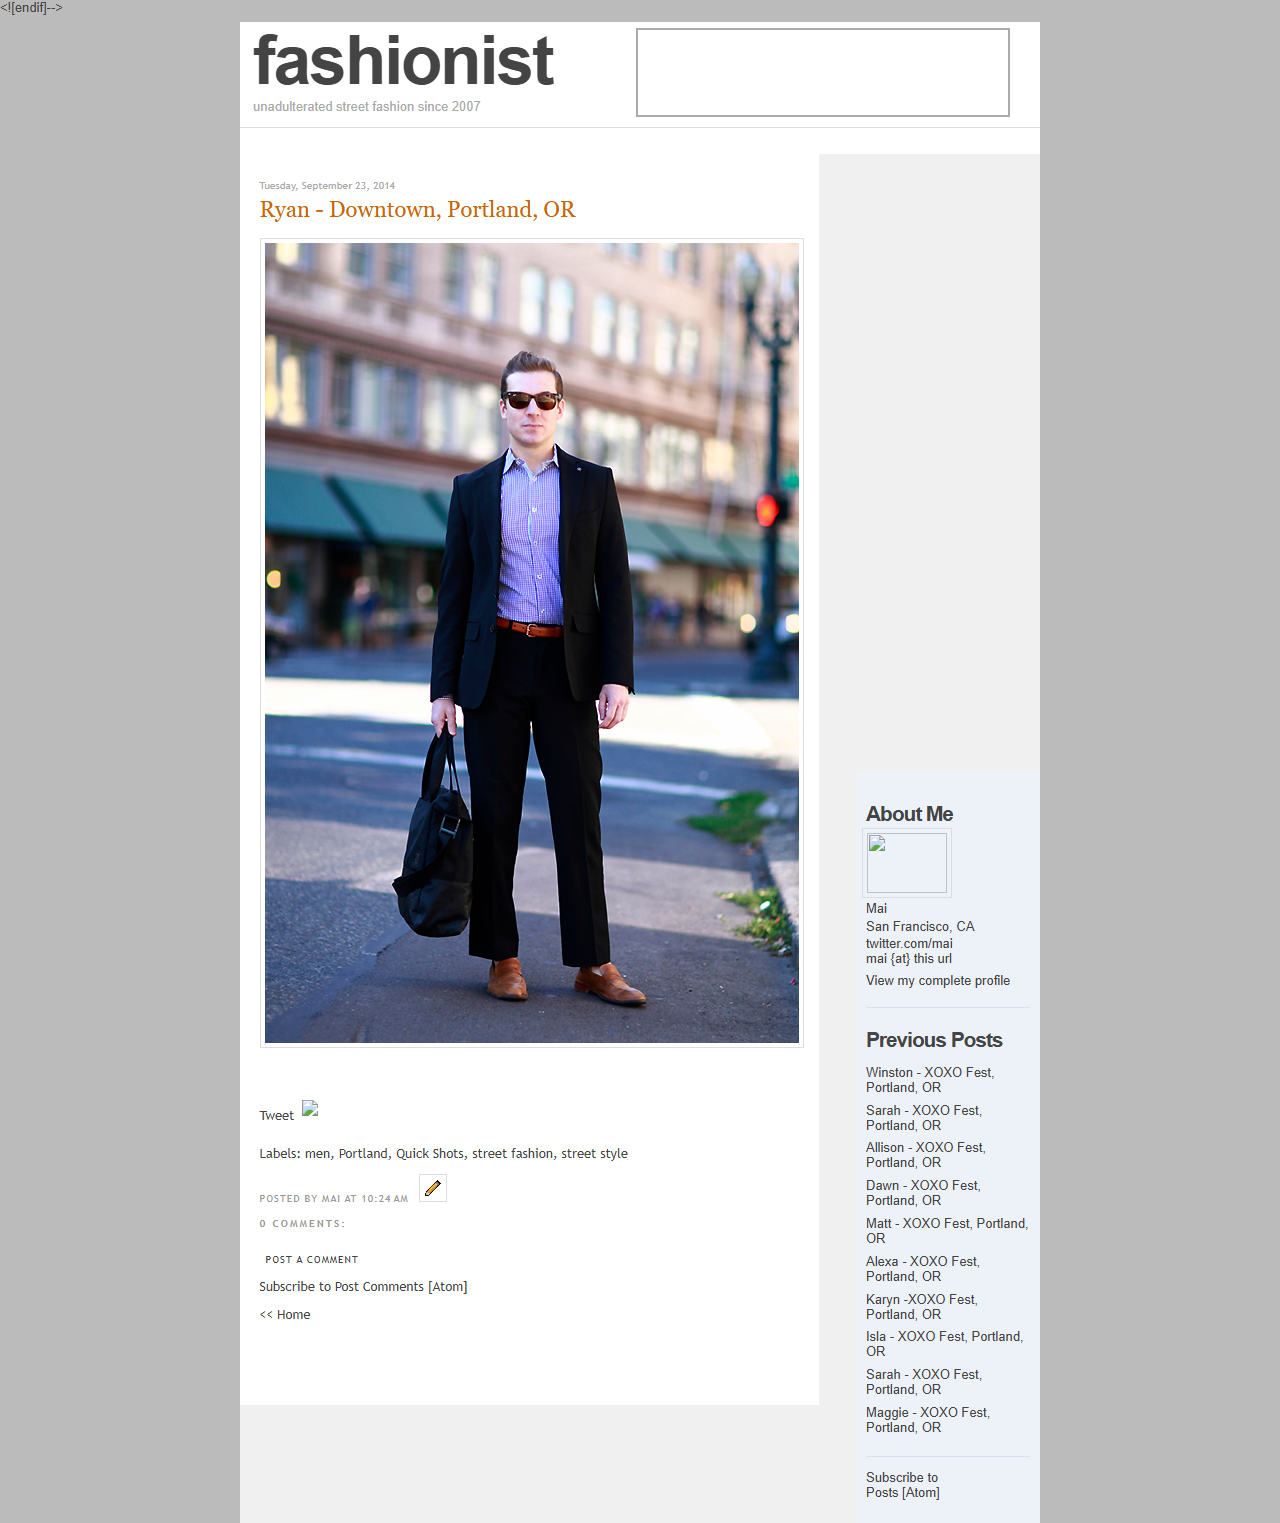 <![endif]-->
fashionist
unadulterated street fashion since 2007
Tuesday, September 23, 2014
Ryan - Downtown, Portland, OR
Tweet
Labels: men, Portland, Quick Shots, street fashion, street style
POSTED BY MAI AT 10:24 AM
0 COMMENTS:
POST A COMMENT
Subscribe to Post Comments [Atom]
<< Home
About Me
Mai
San Francisco, CA
twitter.com/mai
mai {at} this url
View my complete profile
Previous Posts
Winston - XOXO Fest,
Portland, OR
Sarah - XOXO Fest,
Portland, OR
Allison - XOXO Fest,
Portland, OR
Dawn - XOXO Fest,
Portland, OR
Matt - XOXO Fest, Portland,
OR
Alexa - XOXO Fest,
Portland, OR
Karyn -XOXO Fest,
Portland, OR
Isla - XOXO Fest, Portland,
OR
Sarah - XOXO Fest,
Portland, OR
Maggie - XOXO Fest,
Portland, OR
Subscribe to
Posts [Atom]